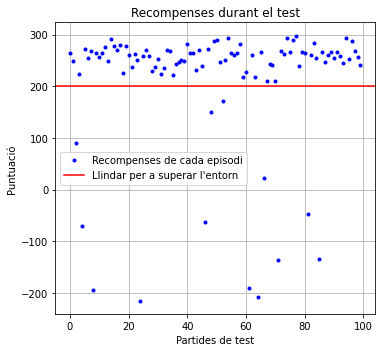 Recompenses durant el test
300
200
100
0
−100
−200
Puntuació
Recompenses de cada episodi
Llindar per a superar l'entorn
0
20
40
60
80
100
Partides de test